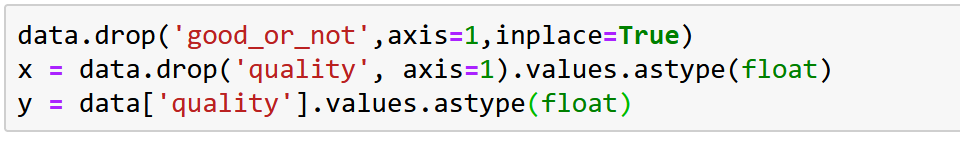 data.drop('good_or_not',axis=1,inplace=True)
x = data.drop('quality', axis=1).values.astype(float)
y = data['quality'].values.astype(float)